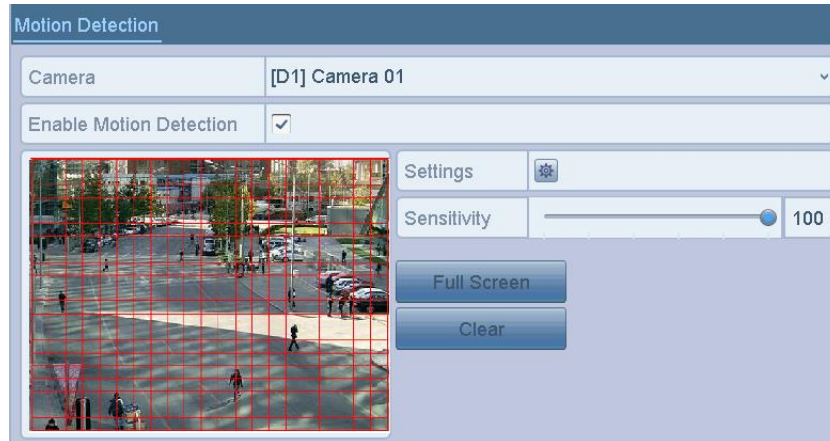 Motion Detection
Camera [D1] Camera 01
Enable Motion Detection
Settings
Sensitivity 100
Full Screen
Clear